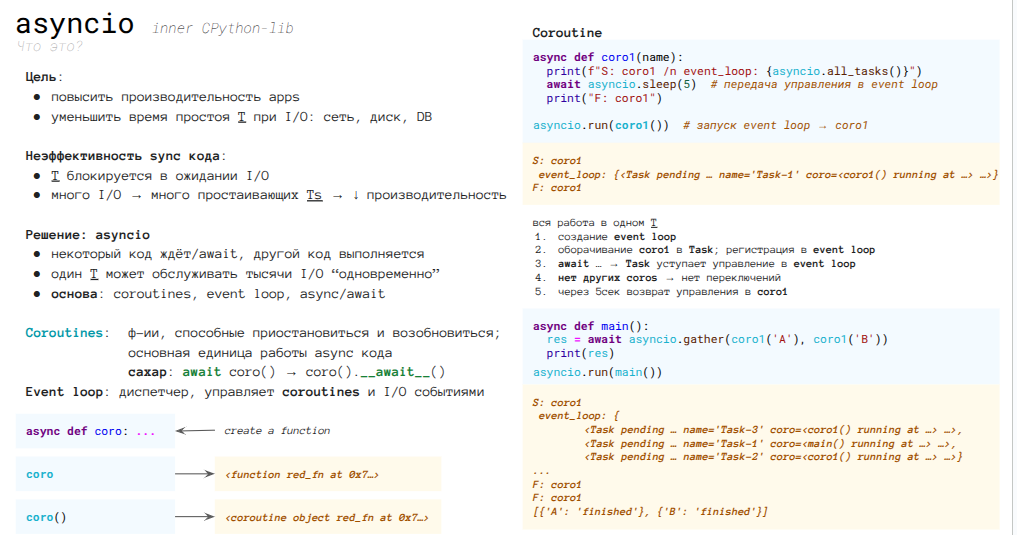 asyncio inner CPython-lib
Что это?
Цель:
● повысить производительность apps
● уменьшить время простоя T при I/O: сеть, диск, DB
Неэффективность sync кода:
● T блокируется в ожидании I/O
● много I/O → много простаивающих Ts → ↓ производительность
Решение: asyncio
● некоторый код ждёт/await, другой код выполняется
● один T может обслуживать тысячи I/O “одновременно”
● основа: coroutines, event loop, async/await
Coroutines: ф-ии, способные приостановиться и возобновиться;
основная единица работы async кода
сахар: await coro() → coro().__await__()
Event loop: диспетчер, управляет coroutines и I/O событиями
async def coro: ... create a function
coro <function red_fn at 0x7…>
coro() <coroutine object red_fn at 0x7…>
Coroutine
async def coro1(name):
print(f"S: coro1 /n event_loop: {asyncio.all_tasks()}")
await asyncio.sleep(5) # передача управления в event loop
print("F: coro1")
asyncio.run(coro1()) # запуск event loop → coro1
S: coro1
event_loop: {<Task pending … name='Task-1' coro=<coro1() running at …> …>}
F: coro1
вся работа в одном T
1. создание event loop
2. оборачивание coro1 в Task; регистрация в event loop
3. await … → Task уступает управление в event loop
4. нет других coros → нет переключений
5. через 5сек возврат управления в coro1
async def main():
res = await asyncio.gather(coro1('A'), coro1('B'))
print(res)
asyncio.run(main())
S: coro1
event_loop: {
<Task pending … name='Task-3' coro=<coro1() running at …> …>,
<Task pending … name='Task-1' coro=<main() running at …> …>,
<Task pending … name='Task-2' coro=<coro1() running at …> …>}
...
F: coro1
F: coro1
[{'A': 'finished'}, {'B': 'finished'}]